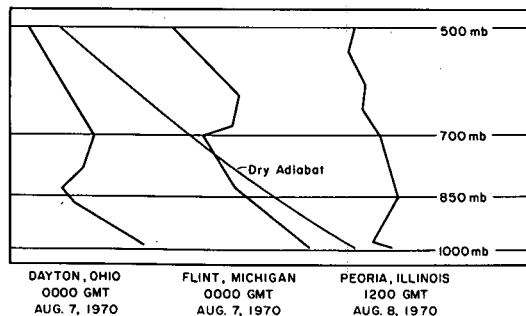 500 mb
700 mb
Dry Adiabat
850 mb
1000 mb
DAYTON, OHIO
0000 GMT
AUG. 7, 1970
FLINT, MICHIGAN
0000 GMT
AUG. 7, 1970
PEORIA, ILLINOIS
1200 GMT
AUG. 8, 1970